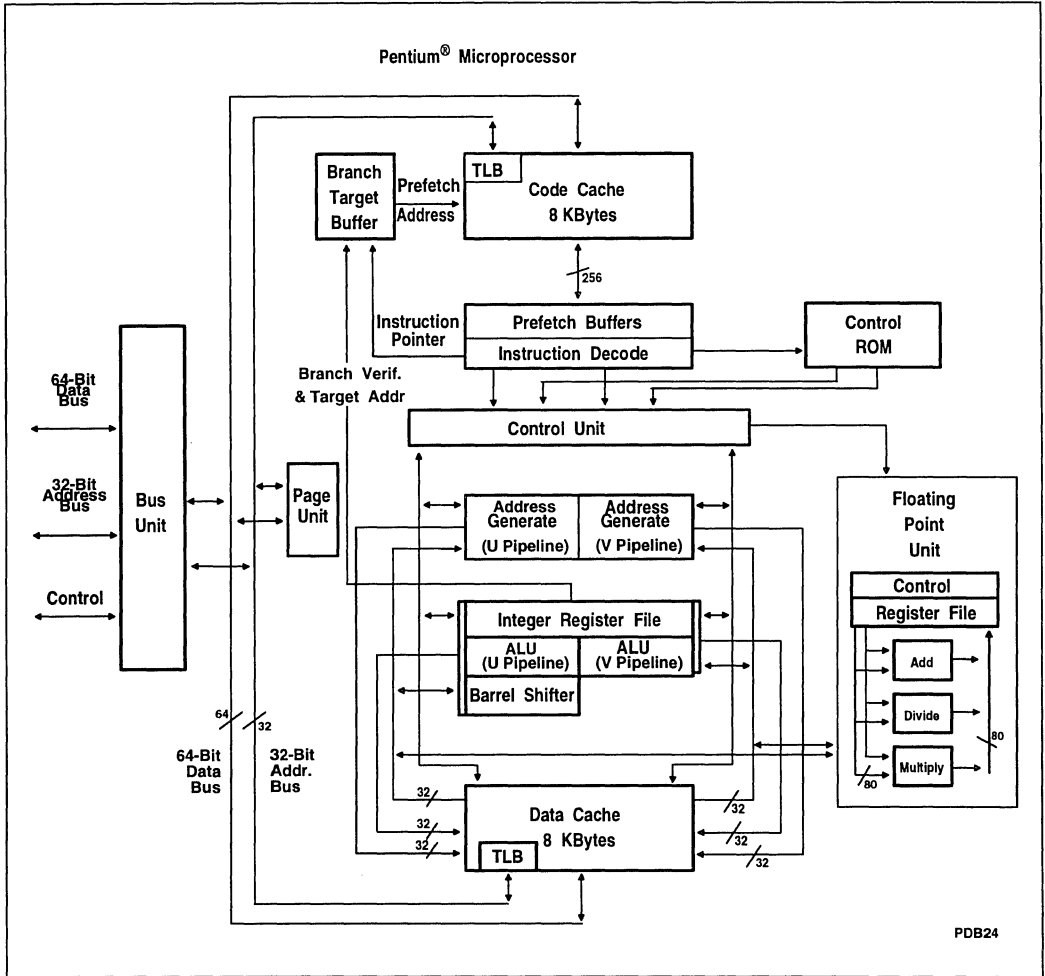 Pentium® Microprocessor
TLB
Code Cache
8 KBytes
Branch
Target
Buffer
Prefetch
Address
256
Prefetch Buffers
Instruction Decode
Instruction
Pointer
Control
ROM
Branch Verif.
& Target Addr
Control Unit
64-Bit
Data
Bus
32-Bit
Address
Bus
Control
Bus
Unit
Page
Unit
Address
Generate
(U Pipeline)
Address
Generate
(V Pipeline)
Integer Register File
ALU
(U Pipeline)
ALU
(V Pipeline)
Barrel Shifter
Floating
Point
Unit
Control
Register File
Add
Divide
Multiply
80
80
64
32
64-Bit
Data
Bus
32-Bit
Addr.
Bus
32
32
32
Data Cache
8 KBytes
TLB
32
32
32
PDB24